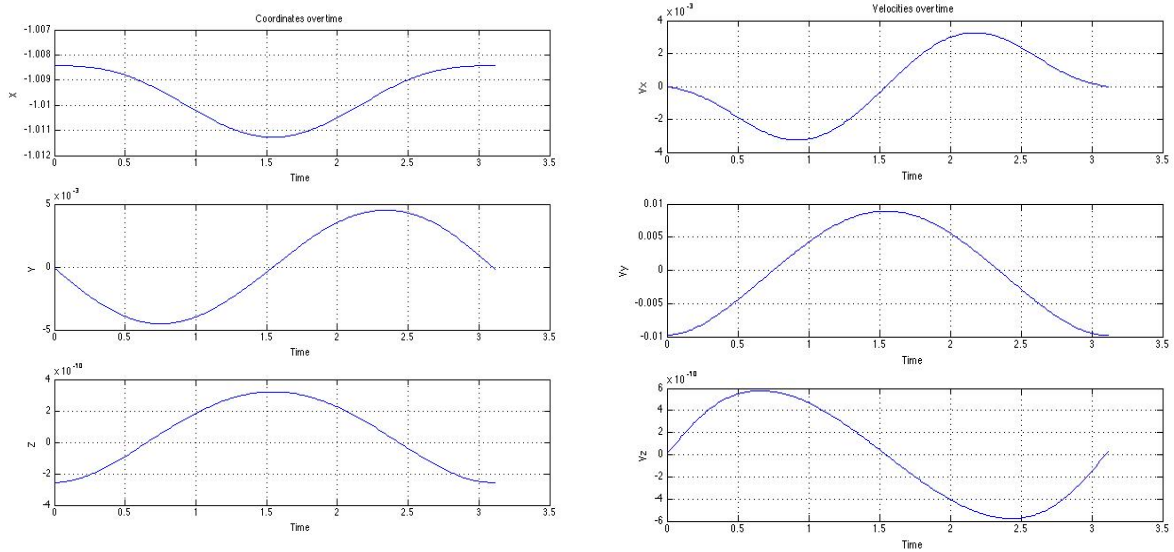 Coordinates over time
-1.007
-1.008
-1.009
-1.01
-1.011
-1.012
X
0 0.5 1 1.5 2 2.5 3 3.5
Time
5 x 10 -3
0
-5
Y
0 0.5 1 1.5 2 2.5 3 3.5
Time
4 x 10 -10
2
0
-2
-4
Z
0 0.5 1 1.5 2 2.5 3 3.5
Time
Velocities over time
4 x 10 -3
2
0
-2
-4
Vx
0 0.5 1 1.5 2 2.5 3 3.5
Time
0.01
0.005
0
-0.005
-0.01
Vy
0 0.5 1 1.5 2 2.5 3 3.5
Time
6 x 10 -10
4
2
0
-2
-4
-6
Vz
0 0.5 1 1.5 2 2.5 3 3.5
Time